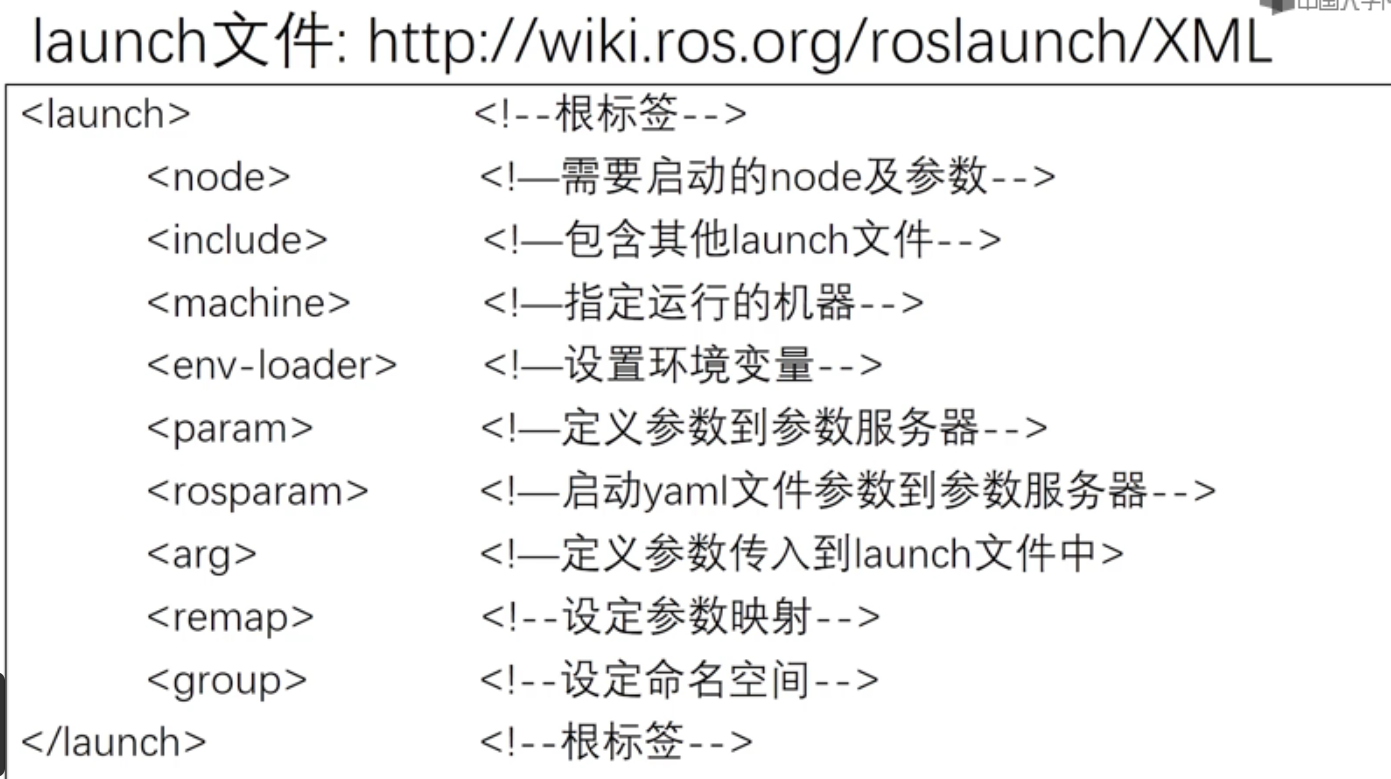 launch文件: http://wiki.ros.org/roslaunch/XML
<launch> <!--根标签-->
<node> <!—需要启动的node及参数-->
<include> <!—包含其他launch文件-->
<machine> <!—指定运行的机器-->
<env-loader> <!—设置环境变量-->
<param> <!—定义参数到参数服务器-->
<rosparam> <!—启动yaml文件参数到参数服务器-->
<arg> <!—定义参数传入到launch文件中>
<remap> <!--设定参数映射-->
<group> <!--设定命名空间-->
</launch> <!--根标签-->